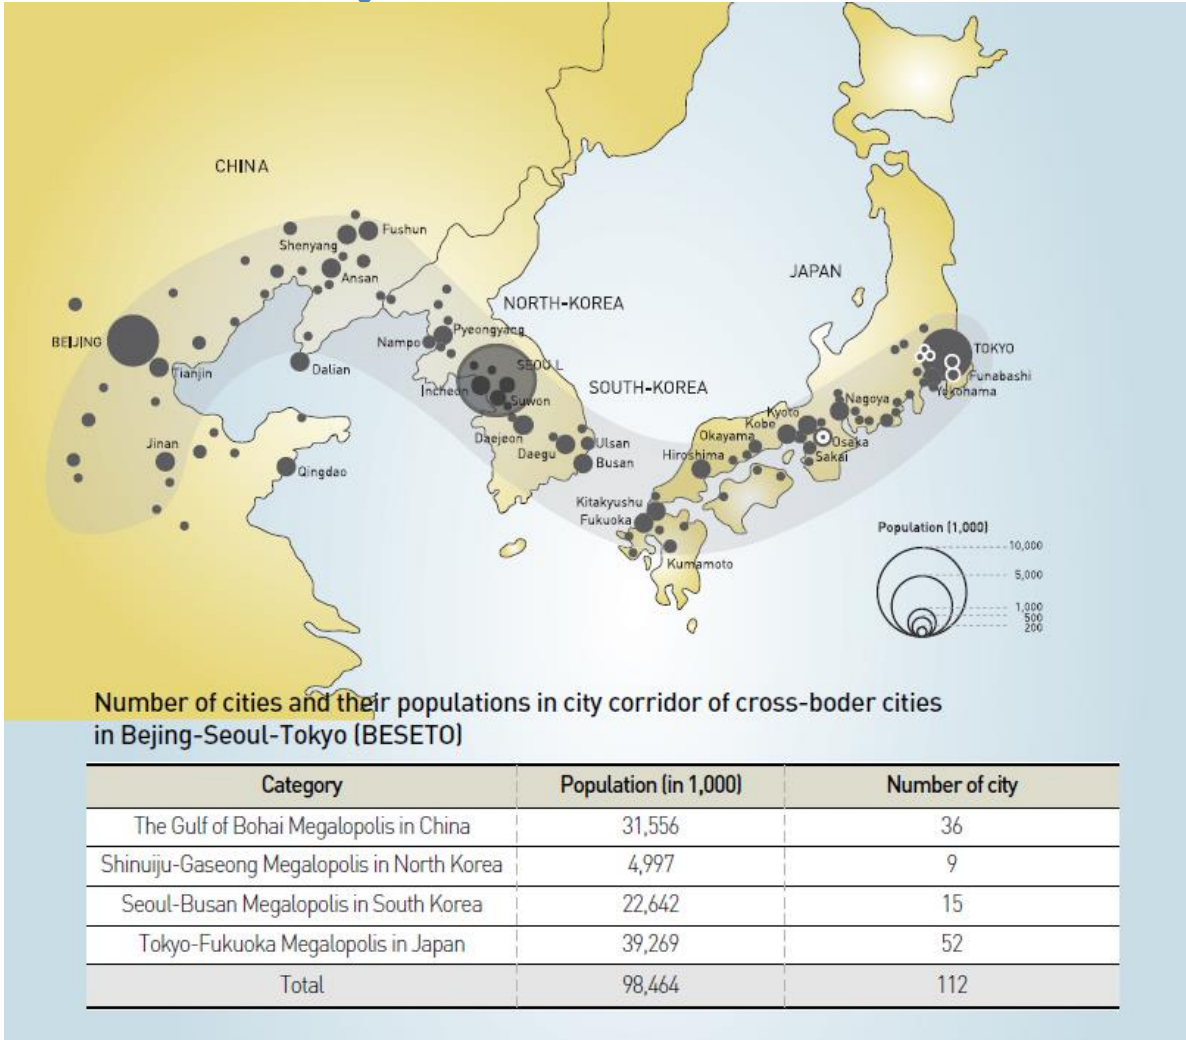 CHINA
Fushun
Shenyang
Ansan
JAPAN
NORTH-KOREA
BEIJING
Pyeongyang
Nampo
TOKYO
Tianjin
Dalian
SEOUL
Funabashi
Incheon
SOUTH-KOREA
Yokohama
Suwon
Nagoya
Kyoto
Kobe
Jinan
Daejeon
Ulsan
Okayama
Osaka
Daegu
Busan
Hiroshima
Sakai
Qingdao
Kitakyushu
Fukuoka
Kumamoto
Population (1,000)
10,000
5,000
1,000
500
200
Number of cities and their populations in city corridor of cross-boder cities
in Bejing-Seoul-Tokyo (BESETO)
Category Population (in 1,000) Number of city
The Gulf of Bohai Megalopolis in China 31,556 36
Shinuiju-Gaseong Megalopolis in North Korea 4,997 9
Seoul-Busan Megalopolis in South Korea 22,642 15
Tokyo-Fukuoka Megalopolis in Japan 39,269 52
Total 98,464 112